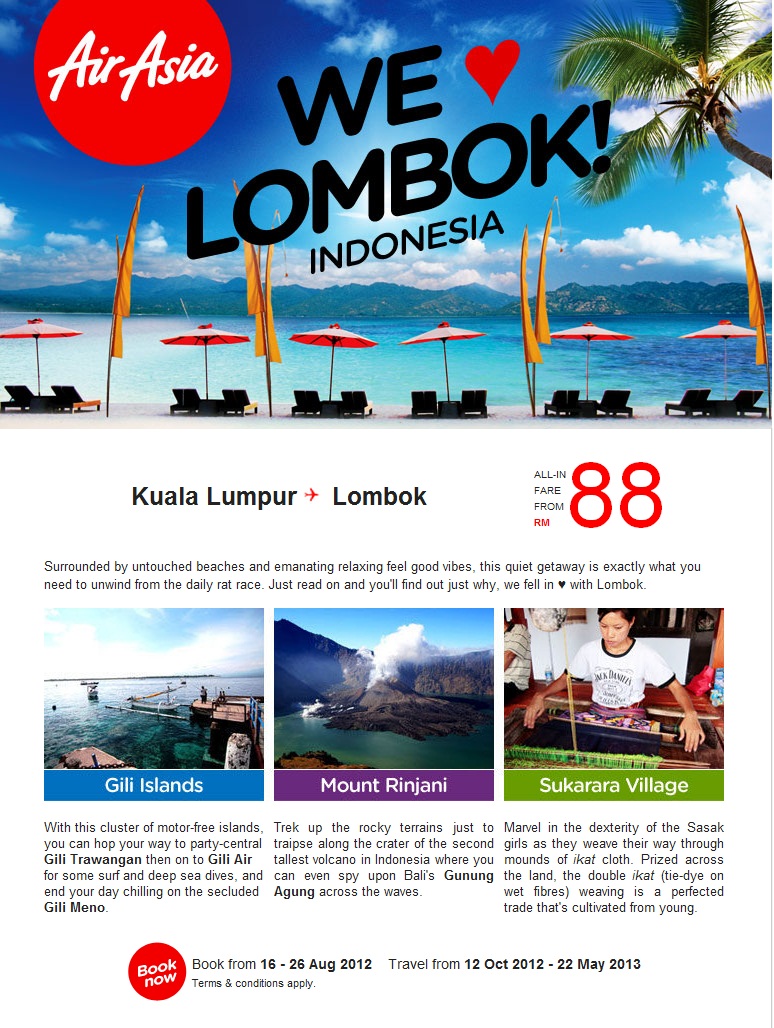 AirAsia
WE ♥
LOMBOK!
INDONESIA
Kuala Lumpur ✈ Lombok
ALL-IN
FARE
FROM
RM
88
Surrounded by untouched beaches and emanating relaxing feel good vibes, this quiet getaway is exactly what you
need to unwind from the daily rat race. Just read on and you'll find out just why, we fell in ♥ with Lombok.
JACK DANIEL'S
Gili Islands
With this cluster of motor-free islands,
you can hop your way to party-central
Gili Trawangan then on to Gili Air
for some surf and deep sea dives, and
end your day chilling on the secluded
Gili Meno.
Mount Rinjani
Trek up the rocky terrains just to
traipse along the crater of the second
tallest volcano in Indonesia where you
can even spy upon Bali's Gunung
Agung across the waves.
Sukarara Village
Marvel in the dexterity of the Sasak
girls as they weave their way through
mounds of ikat cloth. Prized across
the land, the double ikat (tie-dye on
wet fibres) weaving is a perfected
trade that's cultivated from young.
Book
now
Book from 16 - 26 Aug 2012 Travel from 12 Oct 2012 - 22 May 2013
Terms & conditions apply.